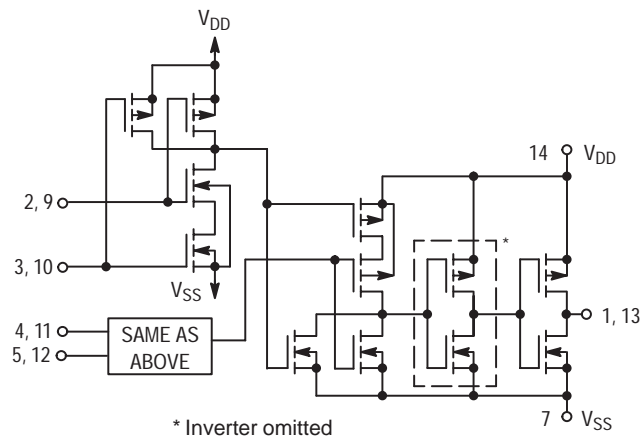 V_DD
14 V_DD
*
2, 9
3, 10
V_SS
1, 13
4, 11
5, 12
SAME AS
ABOVE
7 V_SS
* Inverter omitted